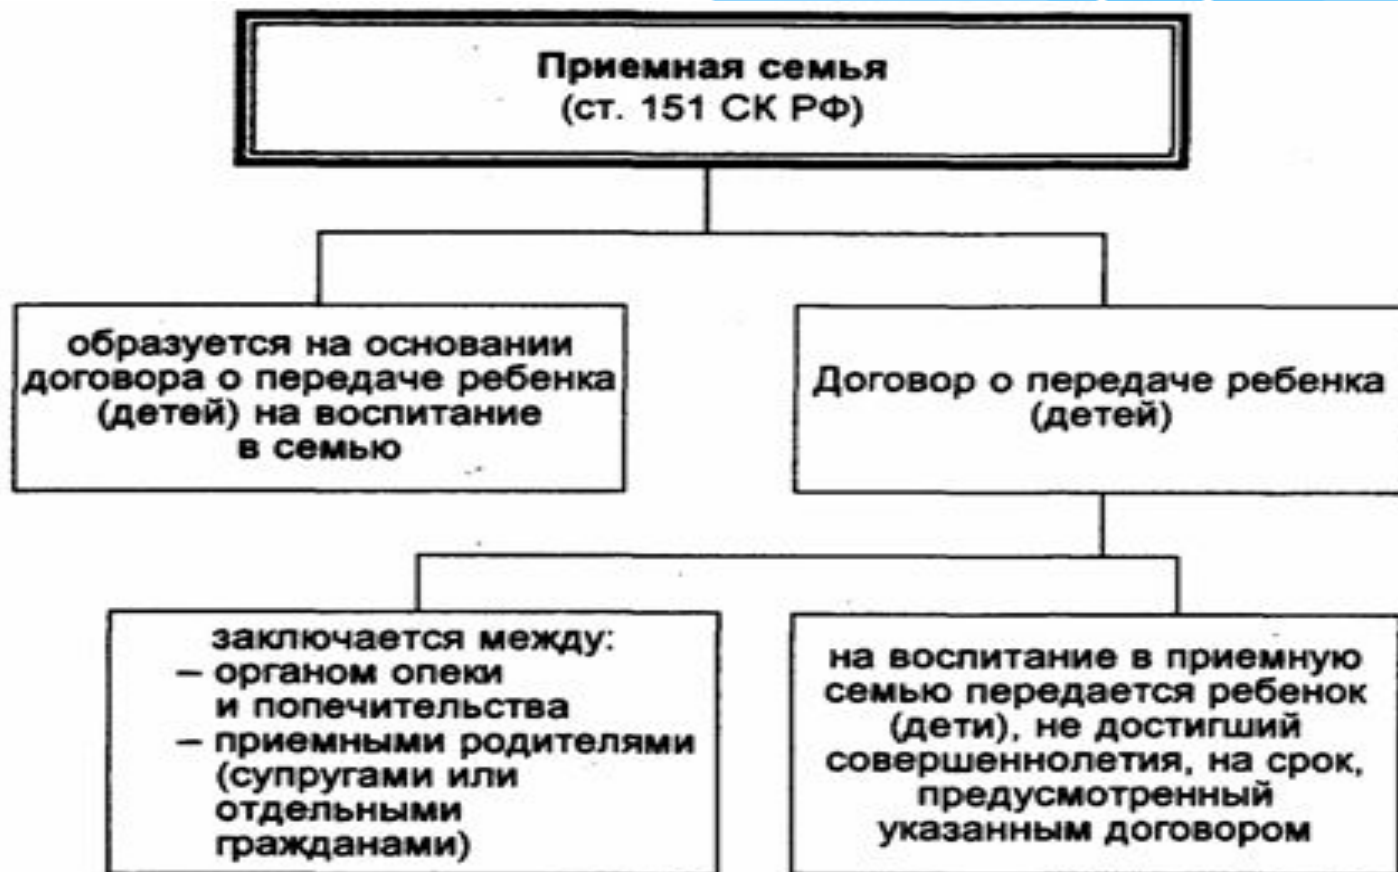 Приемная семья
(ст. 151 СК РФ)
образуется на основании
договора о передаче ребенка
(детей) на воспитание
в семью
Договор о передаче ребенка
(детей)
заключается между:
– органом опеки
и попечительства
– приемными родителями
(супругами или
отдельными
гражданами)
на воспитание в приемную
семью передается ребенок
(дети), не достигший
совершеннолетия, на срок,
предусмотренный
указанным договором